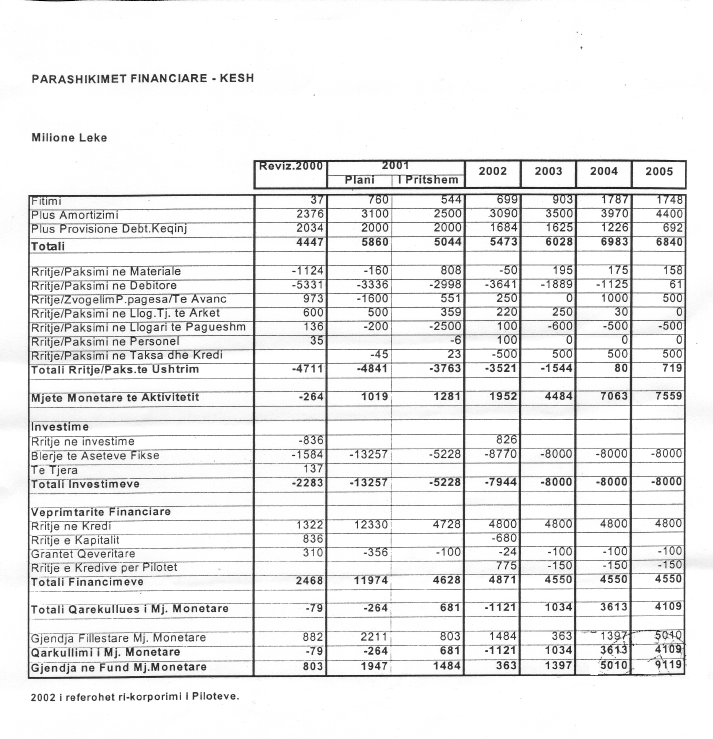 PARASHIKIMET FINANCIARE - KESH
Milione Leke
Reviz.2000 2001 2002 2003 2004 2005
Plani I Pritshem
Fitimi 37 760 544 699 903 1787 1748
Plus Amortizimi 2376 3100 2500 3090 3500 3970 4400
Plus Provisione Debt.Keqinj 2034 2000 2000 1684 1625 1226 692
Totali 4447 5860 5044 5473 6028 6983 6840
Rritje/Paksimi ne Materiale -1124 -160 808 -50 195 175 158
Rritje/Paksimi ne Debitore -5331 -3336 -2998 -3641 -1889 -1125 61
Rritje/ZvogelimP.pagesa/Te Avanc 973 -1600 551 250 0 1000 500
Rritje/Paksimi ne Llog.Tj. te Arket 600 500 359 220 250 30 0
Rritje/Paksimi ne Llogari te Pagueshm 136 -200 -2500 100 -600 -500 -500
Rritje/Paksimi ne Personel 35 -6 100 0 0 0
Rritje/Paksimi ne Taksa dhe Kredi -45 23 -500 500 500 500
Totali Rritje/Paks.te Ushtrim -4711 -4841 -3763 -3521 -1544 80 719
Mjete Monetare te Aktivitetit -264 1019 1281 1952 4484 7063 7559
Investime
Rritje ne investime -836 826
Blerje te Aseteve Fikse -1584 -13257 -5228 -8770 -8000 -8000 -8000
Te Tjera 137
Totali Investimeve -2283 -13257 -5228 -7944 -8000 -8000 -8000
Veprimtarite Financiare
Rritje ne Kredi 1322 12330 4728 4800 4800 4800 4800
Rritje e Kapitalit 836 -680
Grantet Qeveritare 310 -356 -100 -24 -100 -100 -100
Rritje e Kredive per Pilotet 775 -150 -150 -150
Totali Financimeve 2468 11974 4628 4871 4550 4550 4550
Totali Qarekullues i Mj. Monetare -79 -264 681 -1121 1034 3613 4109
Gjendja Fillestare Mj. Monetare 882 2211 803 1484 363 1397 5010
Qarkullimi i Mj. Monetare -79 -264 681 -1121 1034 3613 4109
Gjendja ne Fund Mj.Monetare 803 1947 1484 363 1397 5010 9119
2002 i referohet ri-korporimi i Piloteve.